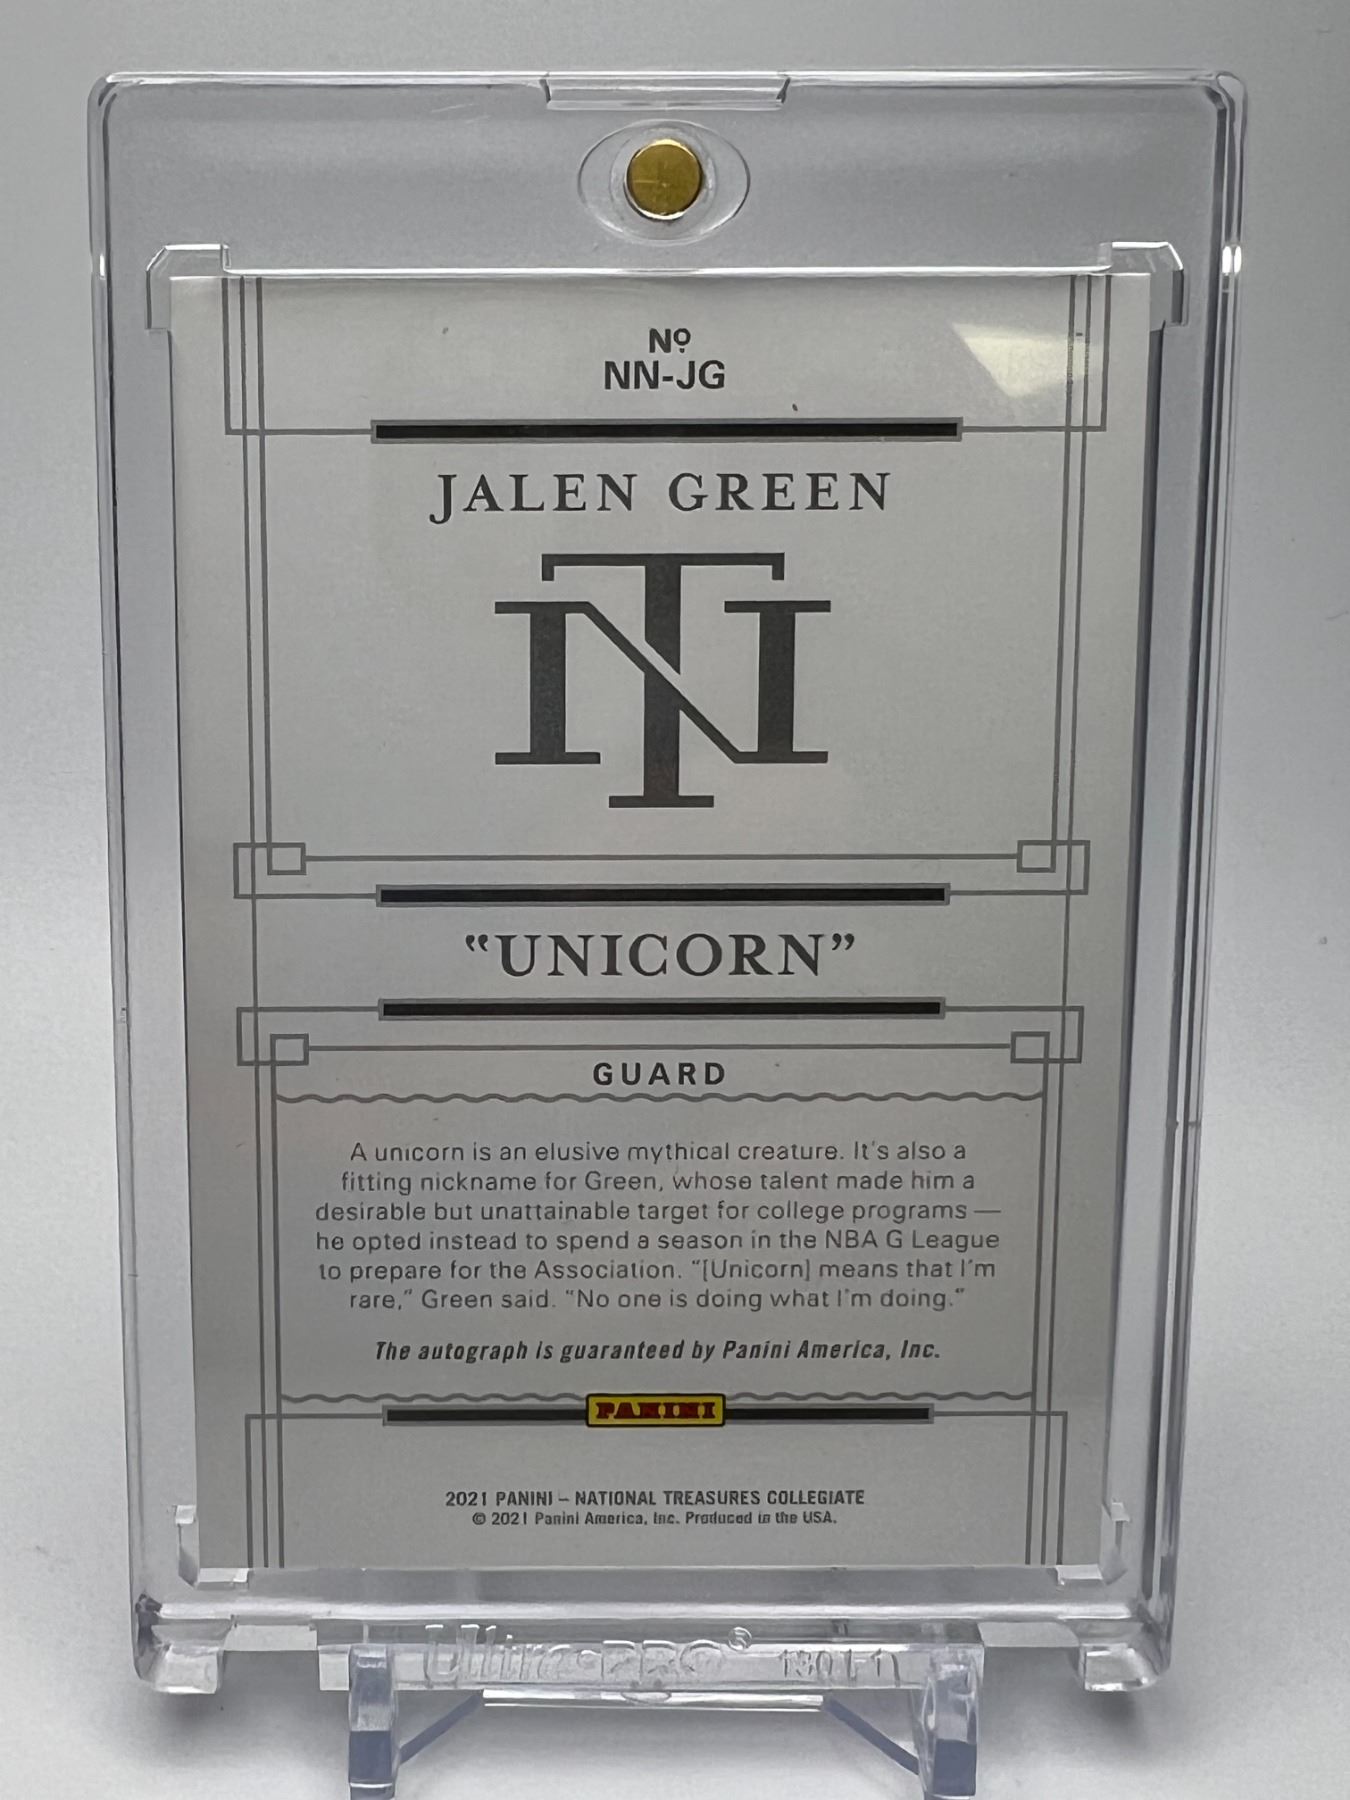 Nº
NN-JG
JALEN GREEN
NT
“UNICORN”
GUARD
A unicorn is an elusive mythical creature. It's also a
fitting nickname for Green, whose talent made him a
desirable but unattainable target for college programs —
he opted instead to spend a season in the NBA G League
to prepare for the Association. “[Unicorn] means that I'm
rare,” Green said. “No one is doing what I'm doing.”
The autograph is guaranteed by Panini America, Inc.
PANINI
2021 PANINI – NATIONAL TREASURES COLLEGIATE
© 2021 Panini America, Inc. Produced in the USA.
Ultra•PRO®